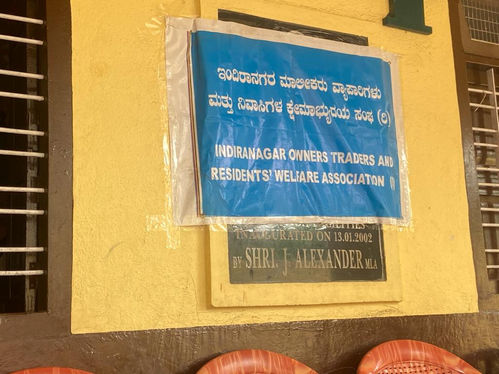 ಇಂದಿರಾನಗರ ಮಾಲೀಕರು ವ್ಯಾಪಾರಿಗಳು
ಮತ್ತು ನಿವಾಸಿಗಳ ಕ್ಷೇಮಾಭ್ಯುದಯ ಸಂಘ (ರಿ)
INDIRANAGAR OWNERS TRADERS AND
RESIDENTS' WELIARE ASSOCIATON
INAUGURATED ON 13.01.2002
BY SHRI. J. ALEXANDER MLA